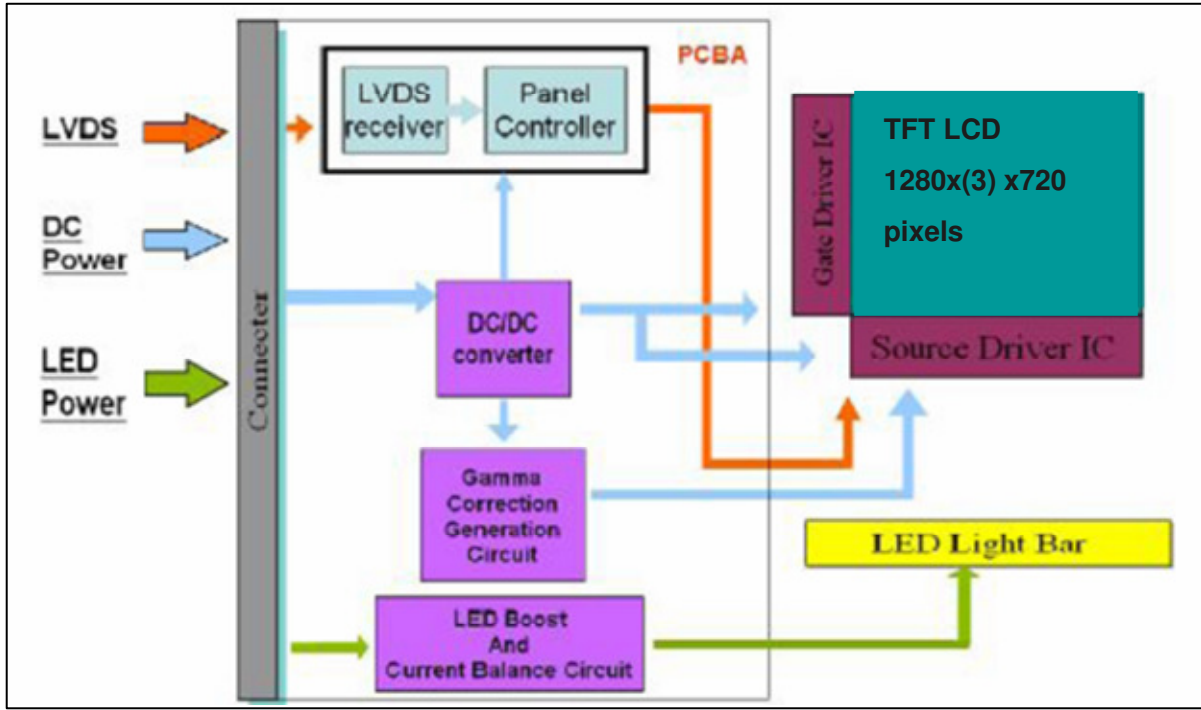 LVDS
DC
Power
LED
Power
Connecter
PCBA
LVDS
receiver
Panel
Controller
DC/DC
converter
Gamma
Correction
Generation
Circuit
LED Boost
And
Current Balance Circuit
Gate Driver IC
TFT LCD
1280x(3) x720
pixels
Source Driver IC
LED Light Bar